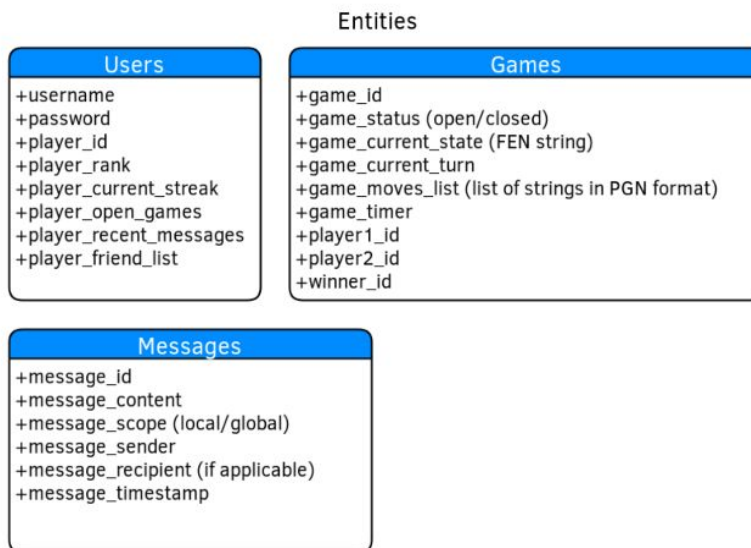 Entities
Users
+username
+password
+player_id
+player_rank
+player_current_streak
+player_open_games
+player_recent_messages
+player_friend_list
Games
+game_id
+game_status (open/closed)
+game_current_state (FEN string)
+game_current_turn
+game_moves_list (list of strings in PGN format)
+game_timer
+player1_id
+player2_id
+winner_id
Messages
+message_id
+message_content
+message_scope (local/global)
+message_sender
+message_recipient (if applicable)
+message_timestamp